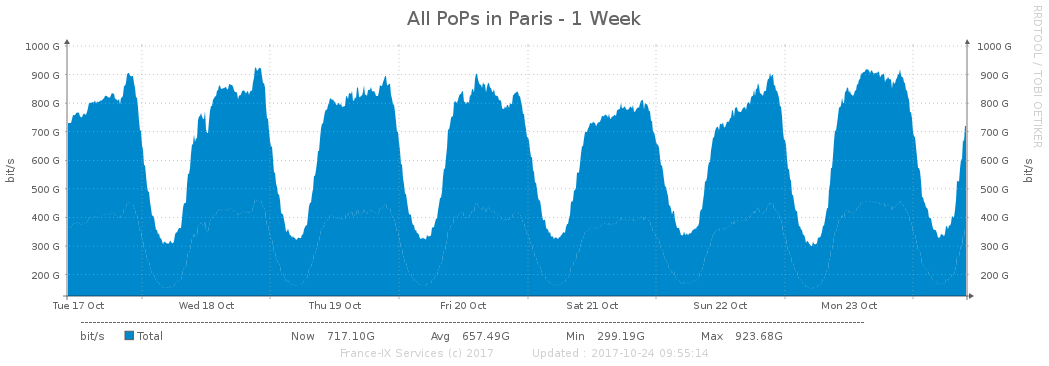 All PoPs in Paris - 1 Week
RRDTOOL / TOBI OETIKER
bit/s
1000 G
900 G
800 G
700 G
600 G
500 G
400 G
300 G
200 G
1000 G
900 G
800 G
700 G
600 G
500 G
400 G
300 G
200 G
bit/s
Tue 17 Oct Wed 18 Oct Thu 19 Oct Fri 20 Oct Sat 21 Oct Sun 22 Oct Mon 23 Oct
bit/s Total Now 717.10G Avg 657.49G Min 299.19G Max 923.68G
France-IX Services (c) 2017 Updated : 2017-10-24 09:55:14